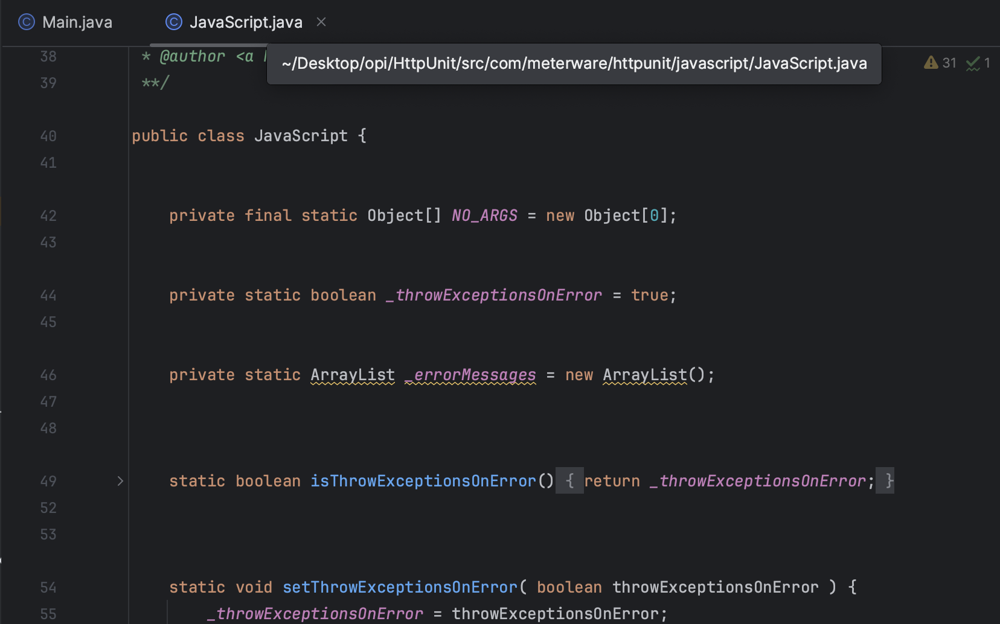 Main.java JavaScript.java
~/Desktop/opi/HttpUnit/src/com/meterware/httpunit/javascript/JavaScript.java
31 1
38 * @author <a
39 **/
40 public class JavaScript {
41
42 private final static Object[] NO_ARGS = new Object[0];
43
44 private static boolean _throwExceptionsOnError = true;
45
46 private static ArrayList _errorMessages = new ArrayList();
47
48
49 static boolean isThrowExceptionsOnError() { return _throwExceptionsOnError; }
52
53
54 static void setThrowExceptionsOnError( boolean throwExceptionsOnError ) {
55 _throwExceptionsOnError = throwExceptionsOnError;